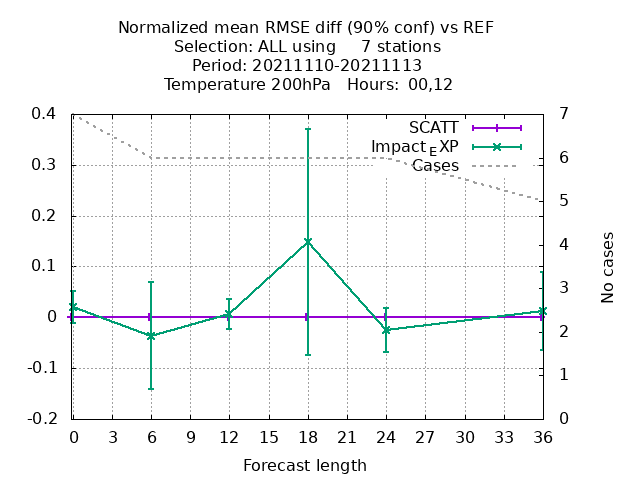 Normalized mean RMSE diff (90% conf) vs REF
Selection: ALL using 7 stations
Period: 20211110-20211113
Temperature 200hPa Hours: 00,12
0.4
0.3
0.2
0.1
0
-0.1
-0.2
SCATT
Impact_EXP
Cases
7
6
5
4
3
2
1
0
No cases
0 3 6 9 12 15 18 21 24 27 30 33 36
Forecast length